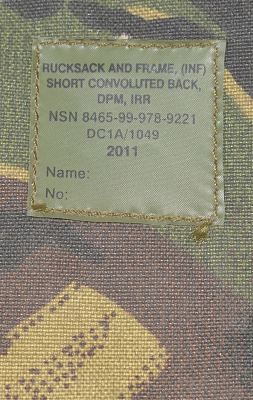 RUCKSACK AND FRAME, (INF)
SHORT CONVOLUTED BACK,
DPM, IRR
NSN 8465-99-978-9221
DC1A/1049
2011
Name:
No: